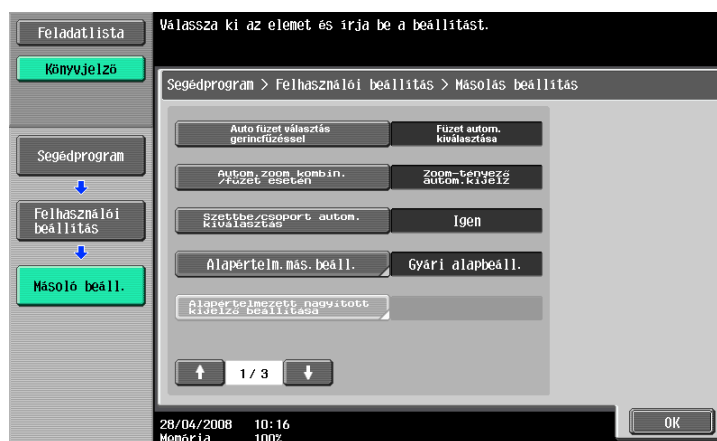 Feladatlista
Válassza ki az elemet és írja be a beállítást.
Könyvjelző
Segédprogram > Felhasználói beállítás > Másolás beállítás
Segédprogram
Felhasználói
beállítás
Másoló beáll.
Auto füzet választás
gerincfűzéssel
Füzet autom.
kiválasztása
Autom.zoom kombin.
/füzet esetén
Zoom-tényező
autom.kijelz
Szettbe/csoport autom.
kiválasztás
Igen
Alapértelm.más.beáll.
Gyári alapbeáll.
Alapértelmezett nagyított
kijelző beállítása
1/ 3
28/04/2008 10:16
Memória 100%
OK